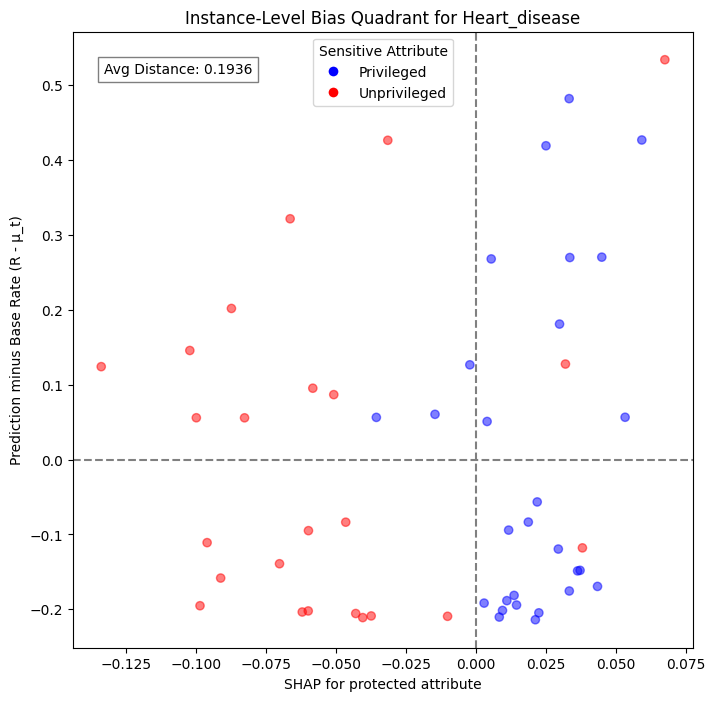 Instance-Level Bias Quadrant for Heart_disease
Avg Distance: 0.1936
Sensitive Attribute
Privileged
Unprivileged
Prediction minus Base Rate (R - μ_t)
0.5
0.4
0.3
0.2
0.1
0.0
−0.1
−0.2
−0.125
−0.100
−0.075
−0.050
−0.025
0.000
0.025
0.050
0.075
SHAP for protected attribute